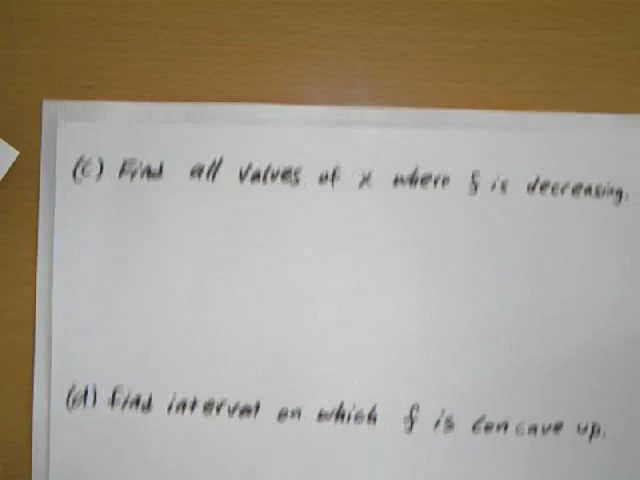 (c) Find all values of x where f is decreasing.
(d) find interval on which f is concave up.